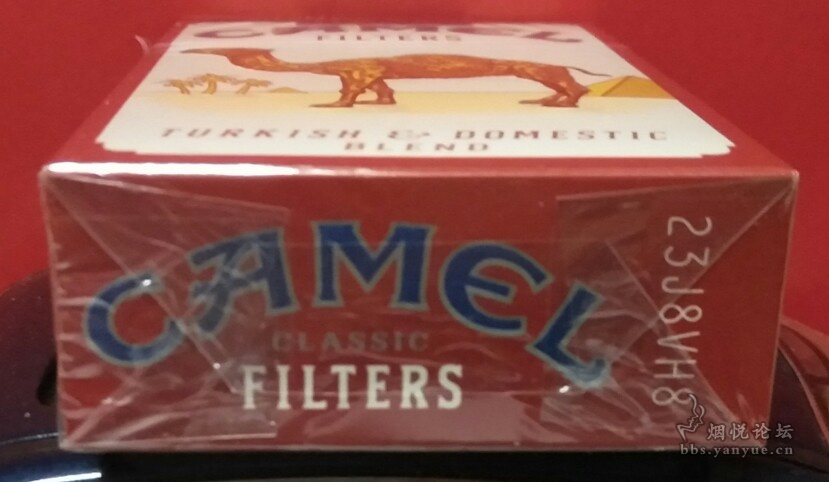 CAMEL
FILTERS
TURKISH & DOMESTIC
BLEND
CAMEL
CLASSIC
FILTERS
23J8VH8
烟悦论坛
bbs.yanyue.cn